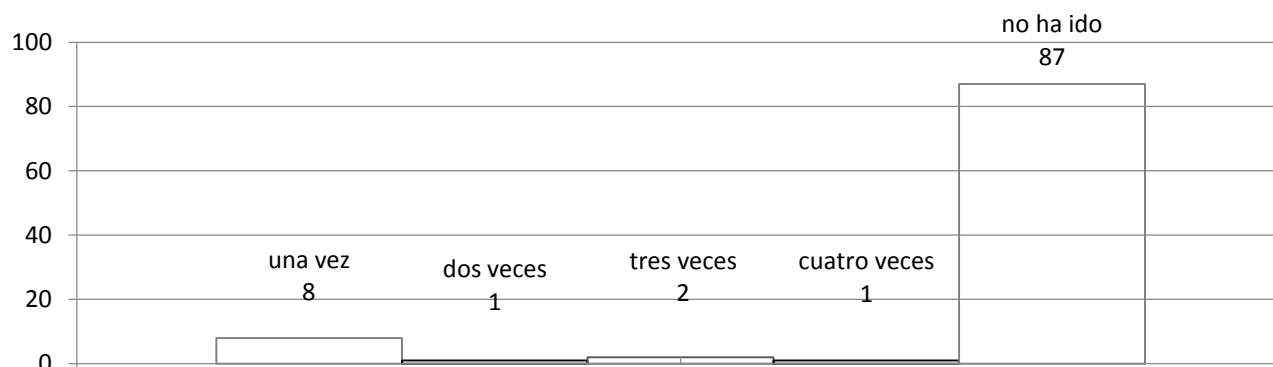 no ha ido
87
100
80
60
40
20
0
una vez
8
dos veces
1
tres veces
2
cuatro veces
1